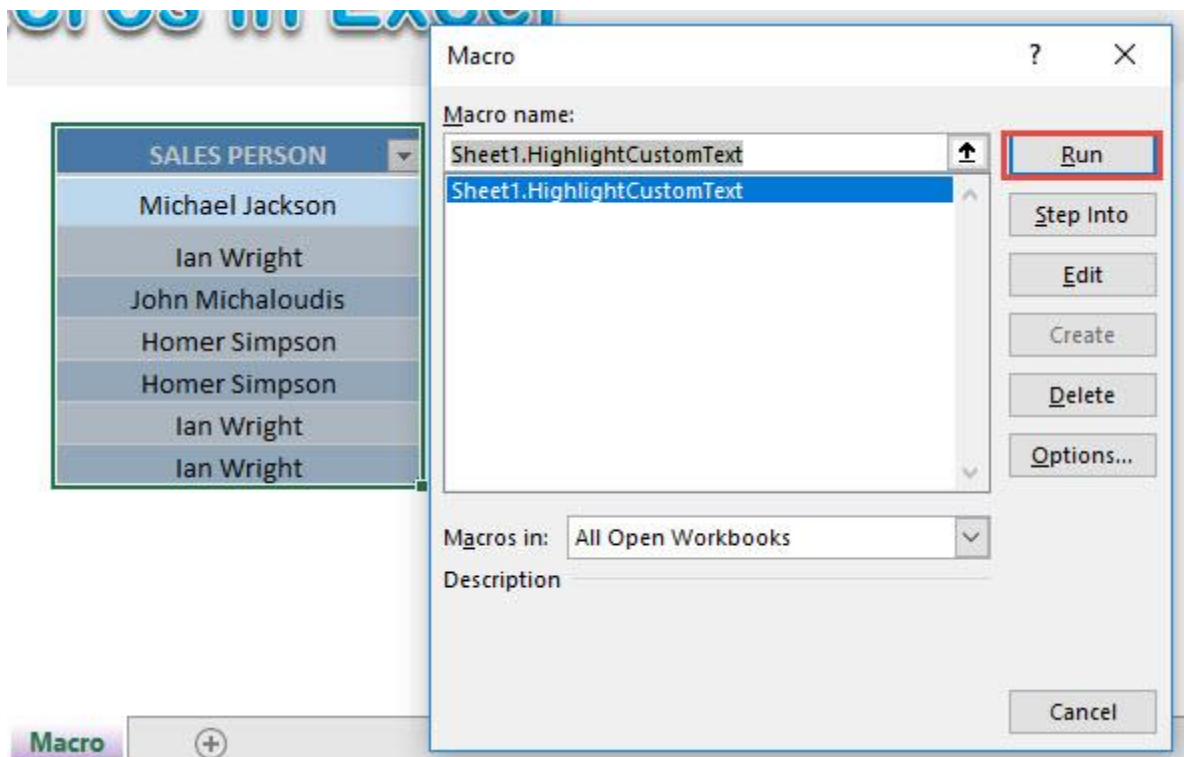 in Excel
Macro
?
Macro name:
Sheet1.HighlightCustomText
Sheet1.HighlightCustomText
Run
Step Into
Edit
Create
Delete
Options...
SALES PERSON
Michael Jackson
Ian Wright
John Michaloudis
Homer Simpson
Homer Simpson
Ian Wright
Ian Wright
Macros in:
All Open Workbooks
Description
Cancel
Macro